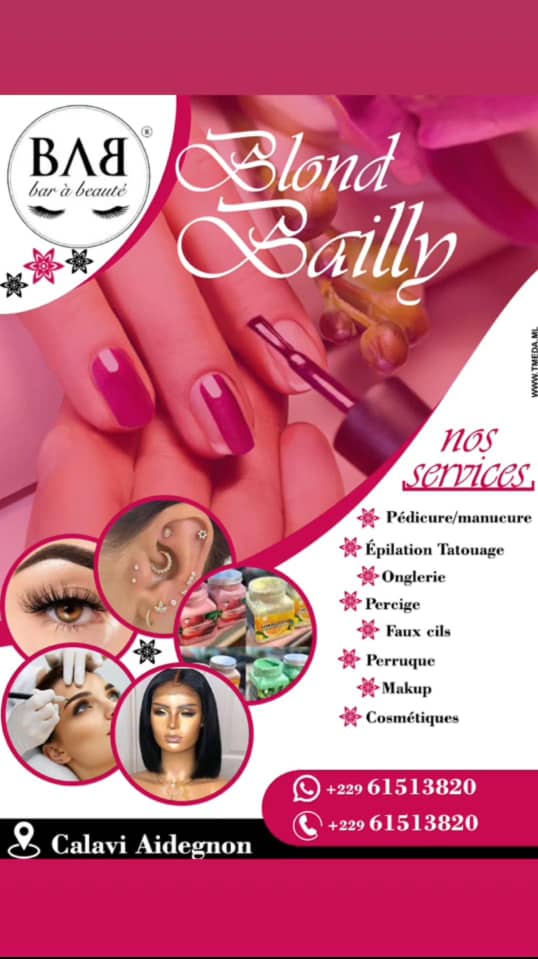 BAB
®
bar à beauté
Blond
Bailly
WWW.TMEDA.ML
nos
services
Pédicure/manucure
Épilation Tatouage
Onglerie
Percige
Faux cils
Perruque
Makup
Cosmétiques
+229 61513820
+229 61513820
Calavi Aidegnon